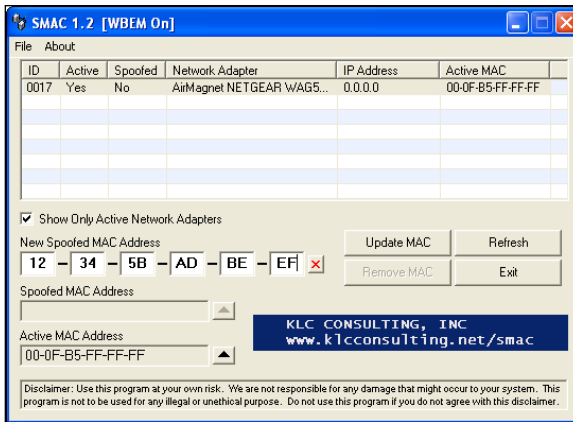 SMAC 1.2 [WBEM On]
File About
ID Active Spoofed Network Adapter IP Address Active MAC
0017 Yes No AirMagnet NETGEAR WAG5... 0.0.0.0 00-0F-B5-FF-FF-FF
Show Only Active Network Adapters
New Spoofed MAC Address
12 - 34 - 5B - AD - BE - EF
Update MAC Refresh
Remove MAC Exit
Spoofed MAC Address
KLC CONSULTING, INC
www.klcconsulting.net/smac
Active MAC Address
00-0F-B5-FF-FF-FF
Disclaimer: Use this program at your own risk. We are not responsible for any damage that might occur to your system. This
program is not to be used for any illegal or unethical purpose. Do not use this program if you do not agree with this disclaimer.